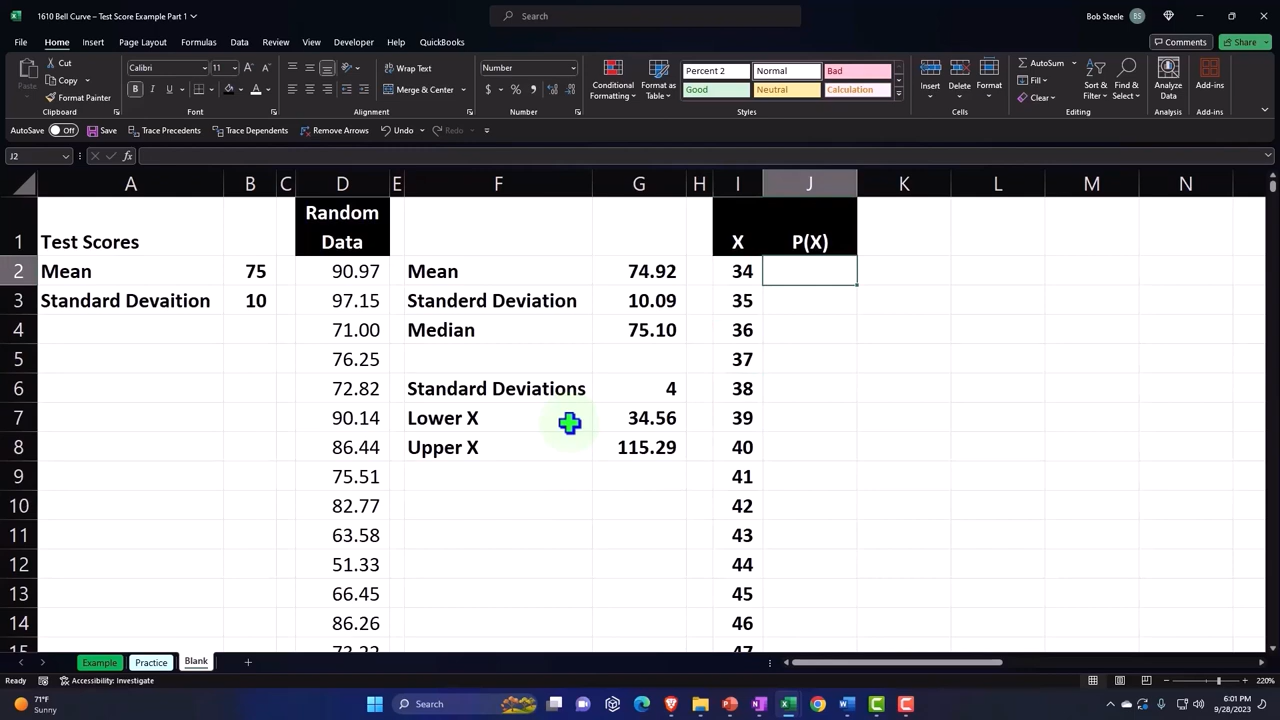 1610 Bell Curve – Test Score Example Part 1
Search
Bob Steele BS
File Home Insert Page Layout Formulas Data Review View Developer Help QuickBooks
Comments Share
Paste Cut Copy Format Painter
Clipboard
Calibri 11
B I U
Font
Wrap Text
Merge & Center
Alignment
Number
$ % 
Number
Conditional Formatting Format as Table
Percent 2 Normal Bad
Good Neutral Calculation
Styles
Insert Delete Format
Cells
AutoSum Fill Clear
Sort & Filter Find & Select
Editing
Analyze Data
Analysis
Add-ins
Add-ins
AutoSave Off Save Trace Precedents Trace Dependents Remove Arrows Undo Redo
J2 fx
A B C D E F G H I J K L M N
1 Test Scores Random Data X P(X)
2 Mean 75 90.97 Mean 74.92 34
3 Standard Devaition 10 97.15 Standerd Deviation 10.09 35
4 71.00 Median 75.10 36
5 76.25 37
6 72.82 Standard Deviations 4 38
7 90.14 Lower X 34.56 39
8 86.44 Upper X 115.29 40
9 75.51 41
10 82.77 42
11 63.58 43
12 51.33 44
13 66.45 45
14 86.26 46
15 73.22 47
Example Practice Blank
Ready Accessibility: Investigate 220%
71°F
Sunny
Search
6:01 PM
9/28/2023